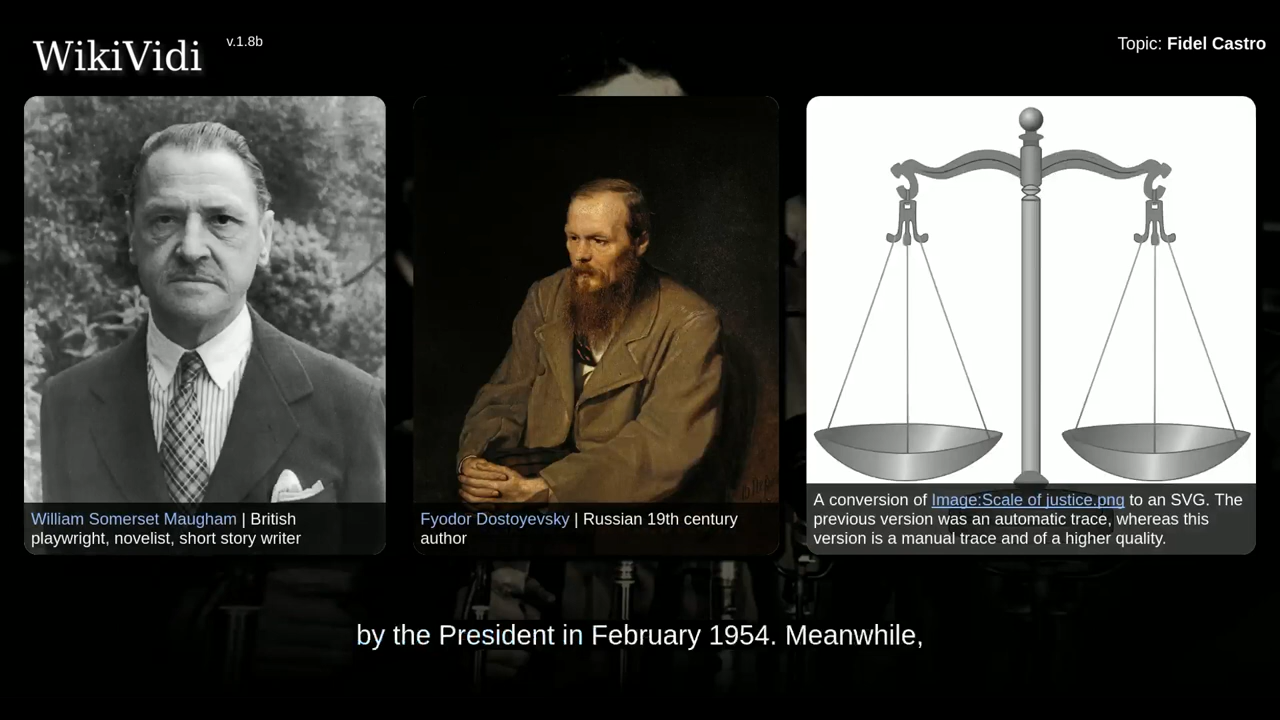 WikiVidi
v.1.8b
Topic: Fidel Castro
William Somerset Maugham | British
playwright, novelist, short story writer
Fyodor Dostoyevsky | Russian 19th century
author
A conversion of Image:Scale of justice.png to an SVG. The
previous version was an automatic trace, whereas this
version is a manual trace and of a higher quality.
by the President in February 1954. Meanwhile,